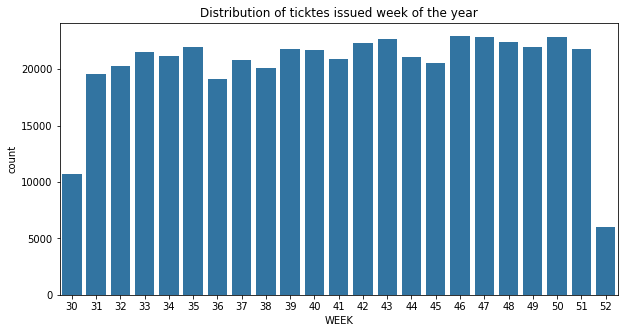 Distribution of ticktes issued week of the year
20000
15000
10000
5000
0
count
30 31 32 33 34 35 36 37 38 39 40 41 42 43 44 45 46 47 48 49 50 51 52
WEEK